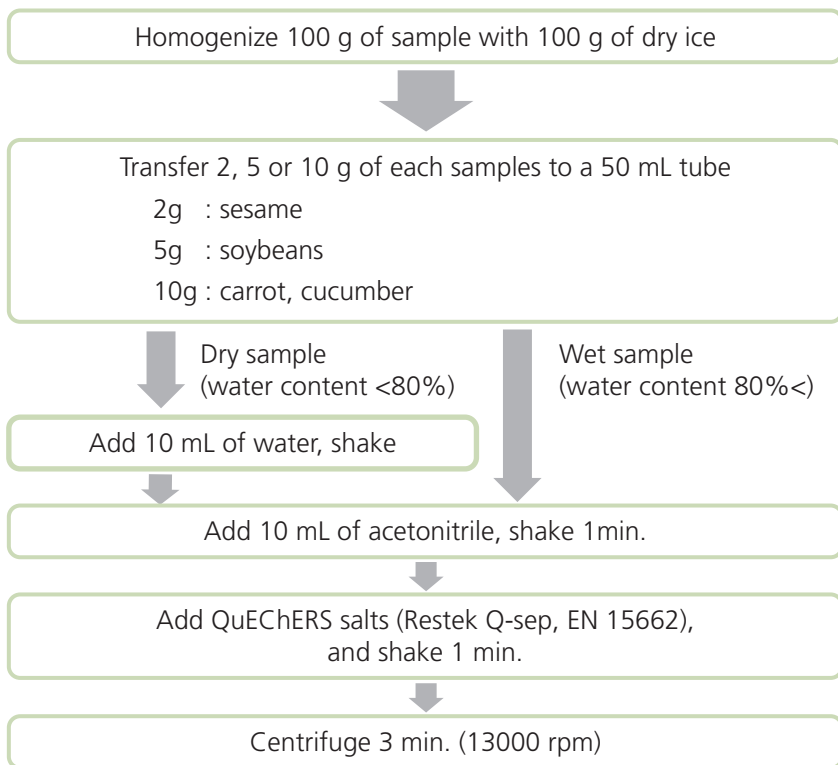 Homogenize 100 g of sample with 100 g of dry ice
Transfer 2, 5 or 10 g of each samples to a 50 mL tube
2g : sesame
5g : soybeans
10g : carrot, cucumber
Dry sample
(water content <80%)
Wet sample
(water content 80%<)
Add 10 mL of water, shake
Add 10 mL of acetonitrile, shake 1min.
Add QuEChERS salts (Restek Q-sep, EN 15662),
and shake 1 min.
Centrifuge 3 min. (13000 rpm)